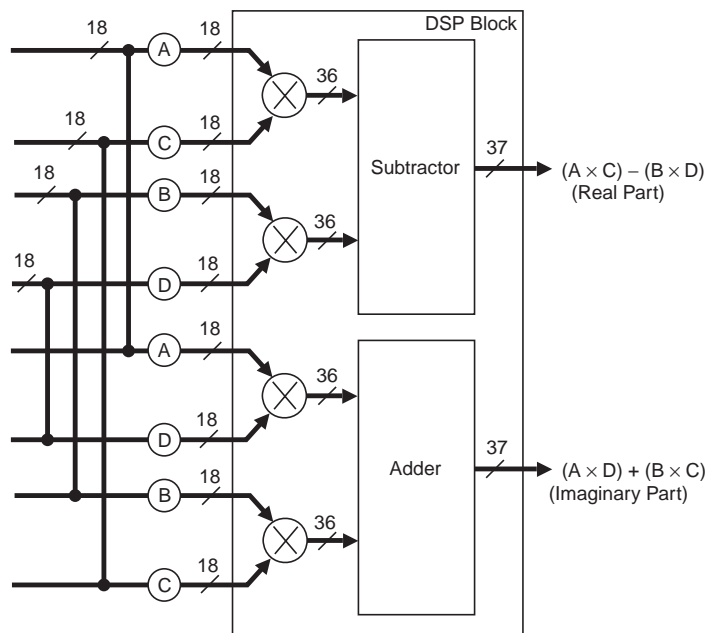 DSP Block
18 A 18
36
18 C 18
Subtractor
37
(A × C) – (B × D)
(Real Part)
18 B 18
36
18 D 18
A 18
36
D 18
Adder
37
(A × D) + (B × C)
(Imaginary Part)
B 18
36
C 18